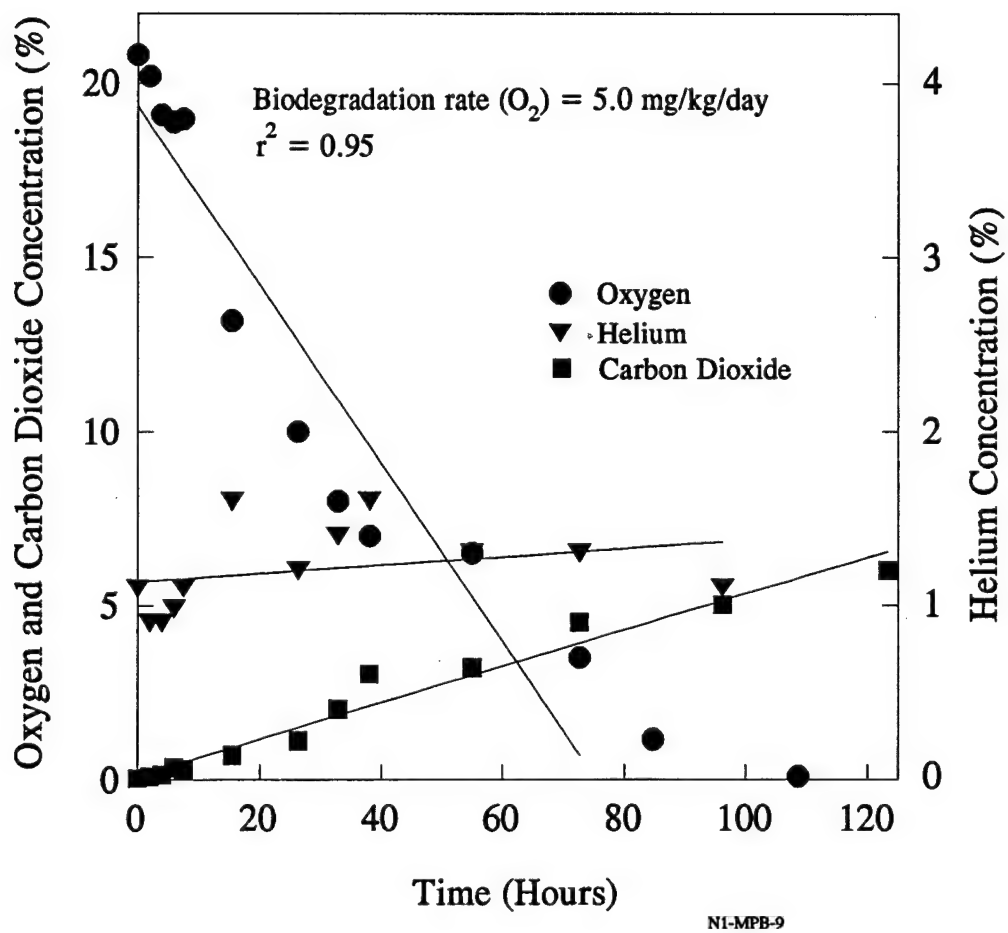 Oxygen and Carbon Dioxide Concentration (%)
20
15
10
5
0
Biodegradation rate (O₂) = 5.0 mg/kg/day
r² = 0.95
Oxygen
Helium
Carbon Dioxide
4
3
2
1
0
Helium Concentration (%)
0 20 40 60 80 100 120
Time (Hours)
N1-MPB-9